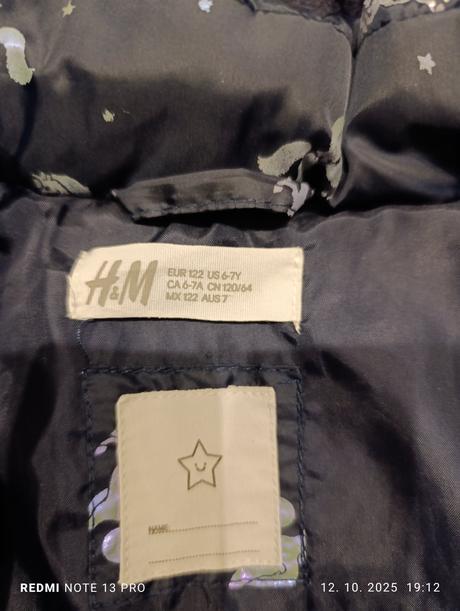 H&M
EUR 122 US 6-7Y
CA 6-7A CN 120/64
MX 122 AUS 7
NAME:
REDMI NOTE 13 PRO
12. 10. 2025 19:12